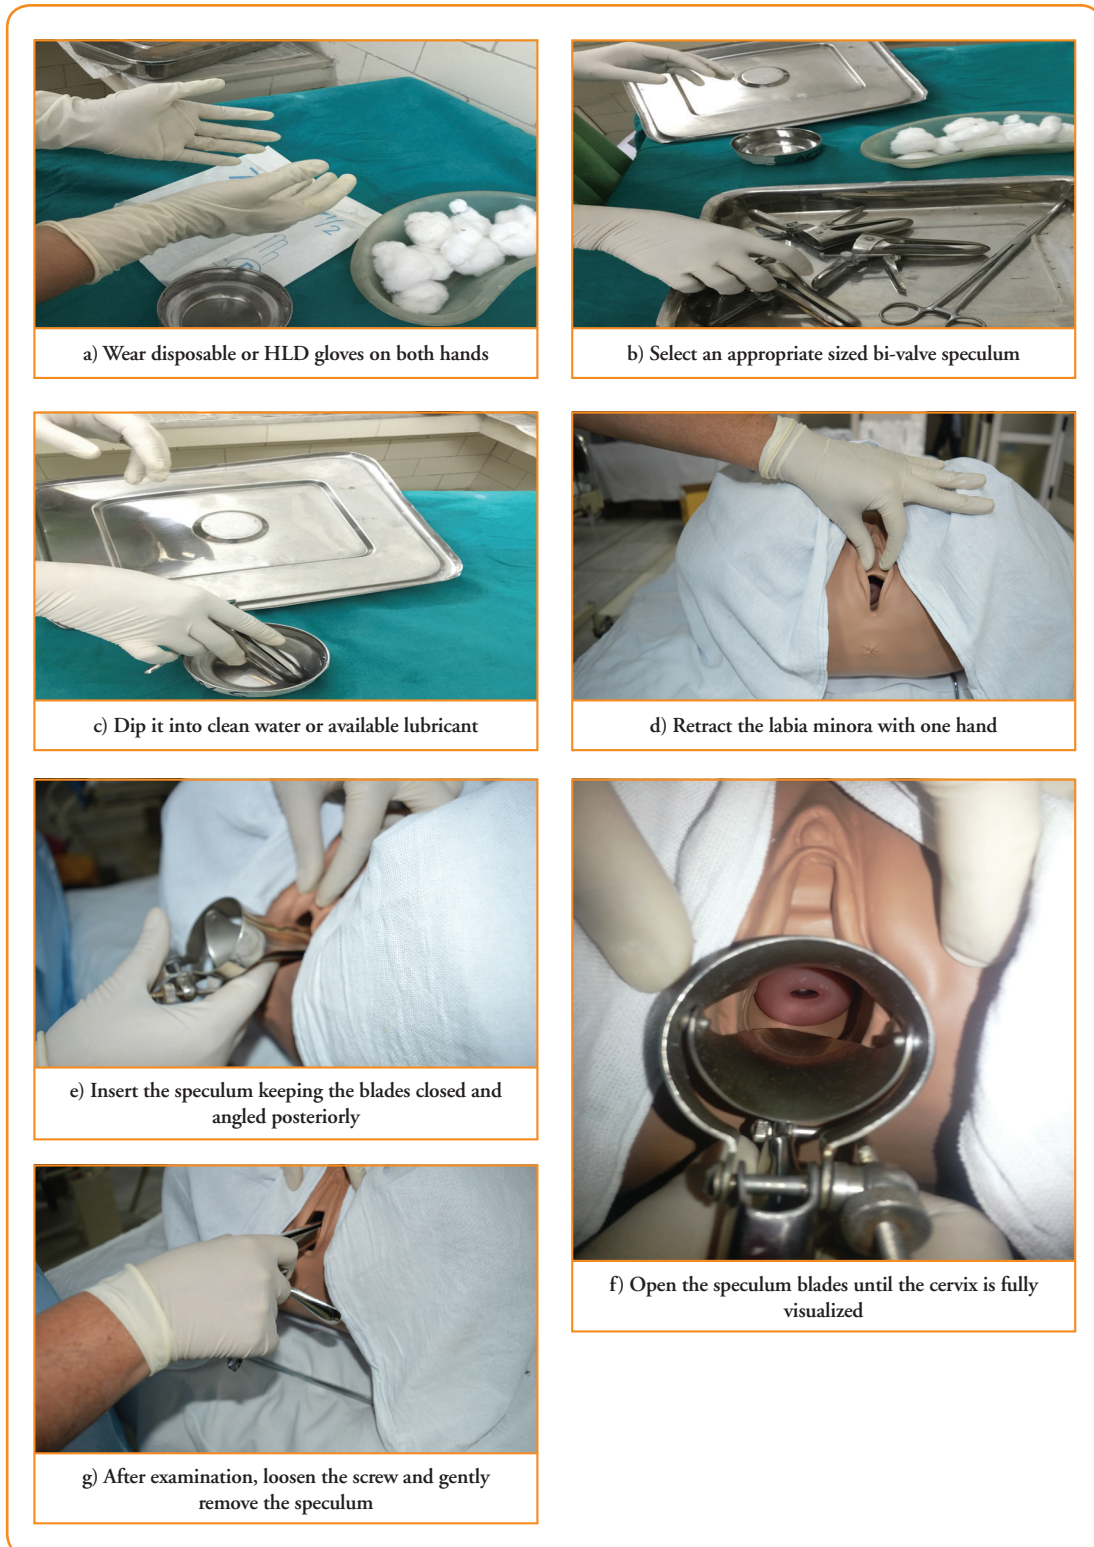 a) Wear disposable or HLD gloves on both hands
b) Select an appropriate sized bi-valve speculum
c) Dip it into clean water or available lubricant
d) Retract the labia minora with one hand
e) Insert the speculum keeping the blades closed and
angled posteriorly
f) Open the speculum blades until the cervix is fully
visualized
g) After examination, loosen the screw and gently
remove the speculum